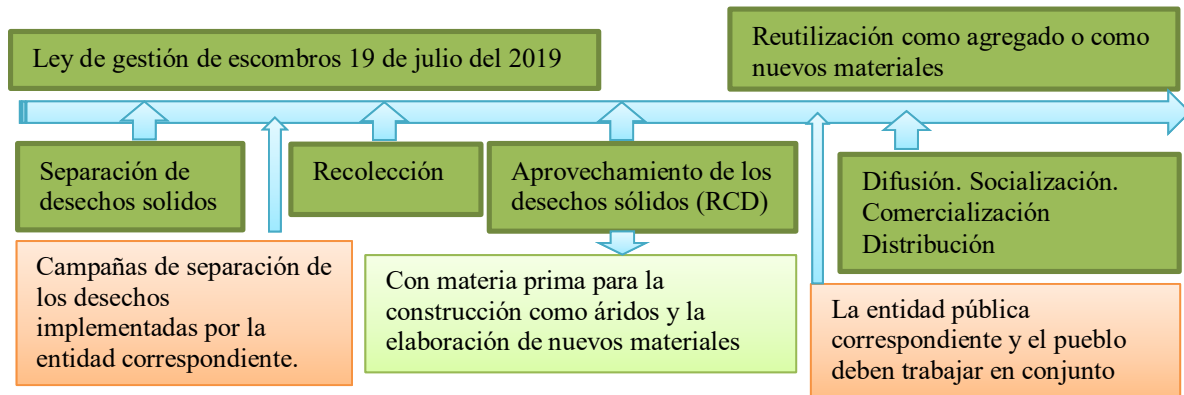 Ley de gestión de escombros 19 de julio del 2019
Reutilización como agregado o como
nuevos materiales
Separación de
desechos solidos
Recolección
Aprovechamiento de los
desechos sólidos (RCD)
Difusión. Socialización.
Comercialización
Distribución
Campañas de separación de
los desechos
implementadas por la
entidad correspondiente.
Con materia prima para la
construcción como áridos y la
elaboración de nuevos materiales
La entidad pública
correspondiente y el pueblo
deben trabajar en conjunto